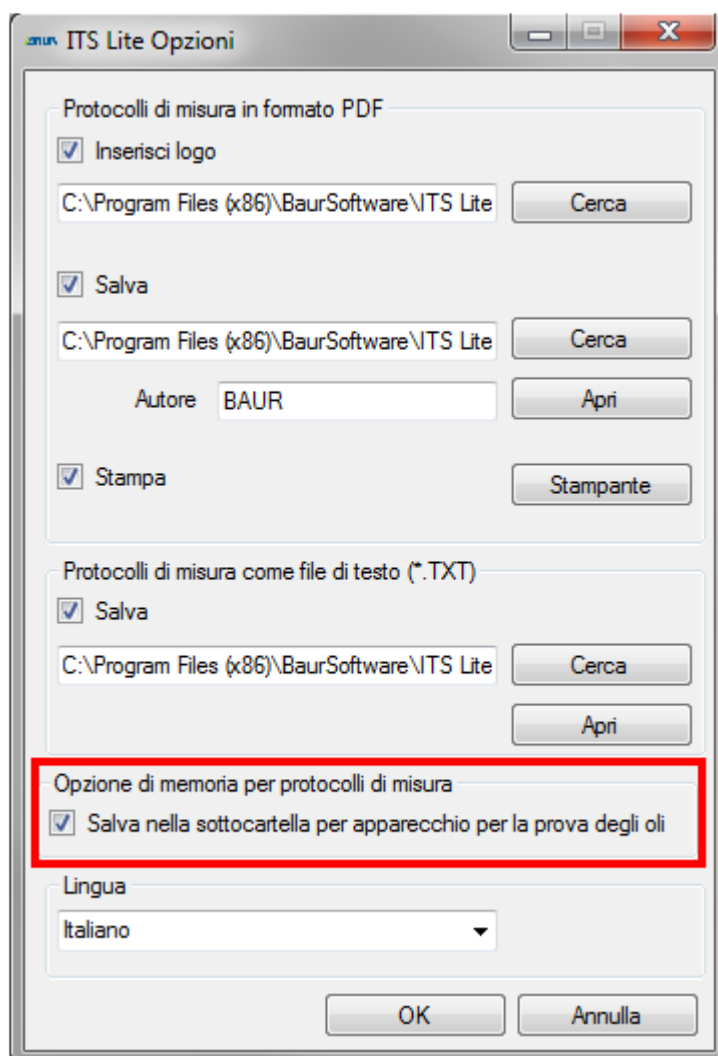 BAUR ITS Lite Opzioni
Protocolli di misura in formato PDF
Inserisci logo
C:\Program Files (x86)\BaurSoftware\ITS Lite Cerca
Salva
C:\Program Files (x86)\BaurSoftware\ITS Lite Cerca
Autore BAUR Apri
Stampa Stampante
Protocolli di misura come file di testo (*.TXT)
Salva
C:\Program Files (x86)\BaurSoftware\ITS Lite Cerca
Apri
Opzione di memoria per protocolli di misura
Salva nella sottocartella per apparecchio per la prova degli oli
Lingua
Italiano
OK Annulla